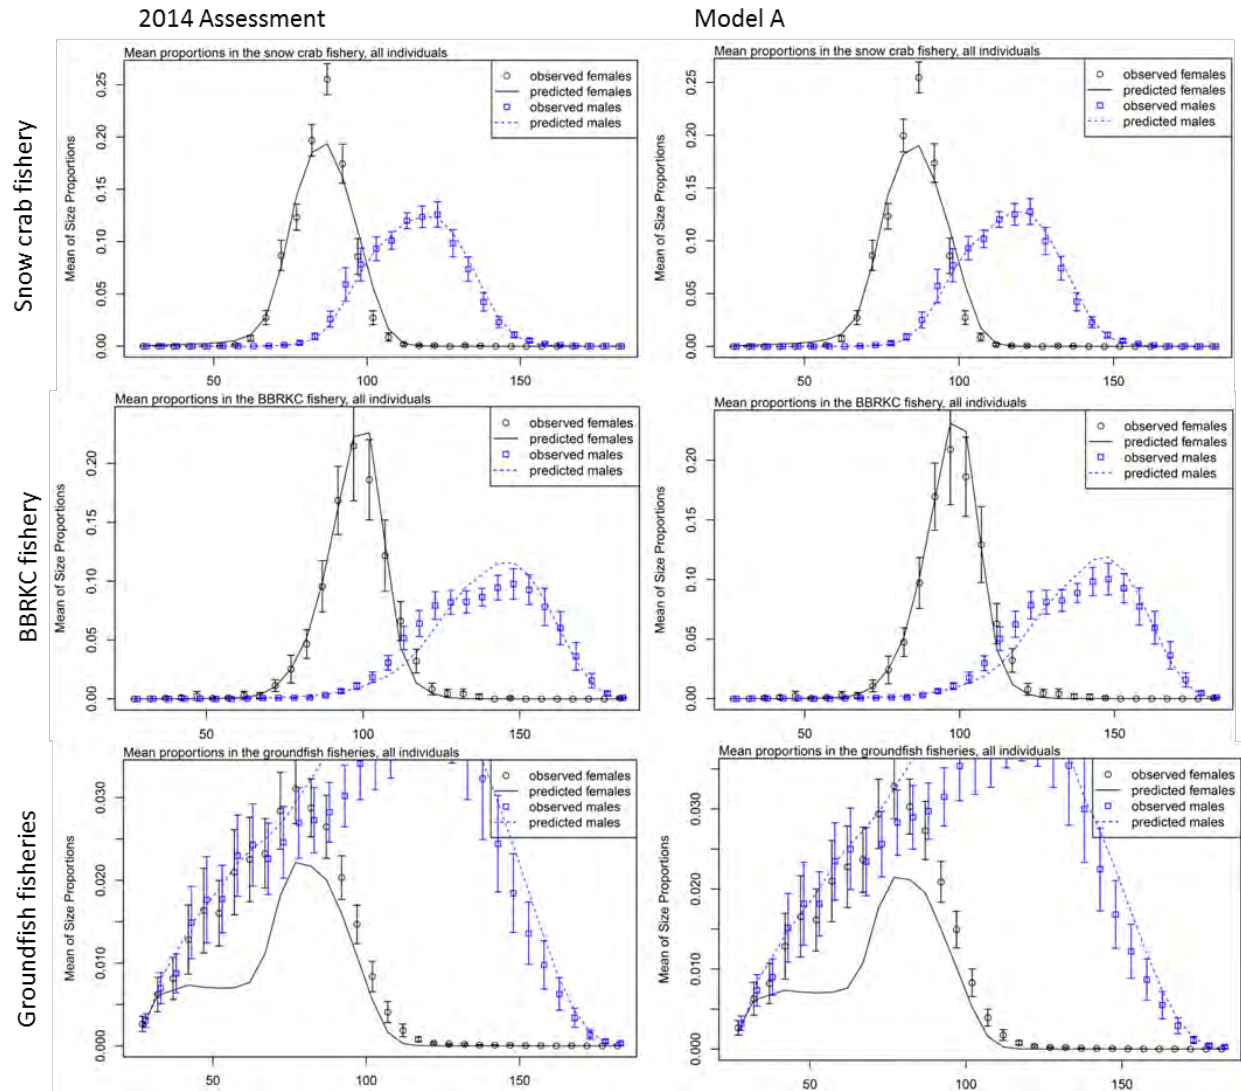 2014 Assessment
Model A
Snow crab fishery
Mean proportions in the snow crab fishery, all individuals
observed females
predicted females
observed males
predicted males
Mean of Size Proportions
0.00
0.05
0.10
0.15
0.20
0.25
50
100
150
Mean proportions in the snow crab fishery, all individuals
observed females
predicted females
observed males
predicted males
Mean of Size Proportions
0.00
0.05
0.10
0.15
0.20
0.25
50
100
150
BBRKC fishery
Mean proportions in the BBRKC fishery, all individuals
observed females
predicted females
observed males
predicted males
Mean of Size Proportions
0.00
0.05
0.10
0.15
0.20
50
100
150
Mean proportions in the BBRKC fishery, all individuals
observed females
predicted females
observed males
predicted males
Mean of Size Proportions
0.00
0.05
0.10
0.15
0.20
50
100
150
Groundfish fisheries
Mean proportions in the groundfish fisheries, all individuals
observed females
predicted females
observed males
predicted males
Mean of Size Proportions
0.000
0.010
0.020
0.030
50
100
150
Mean proportions in the groundfish fisheries, all individuals
observed females
predicted females
observed males
predicted males
Mean of Size Proportions
0.000
0.010
0.020
0.030
50
100
150